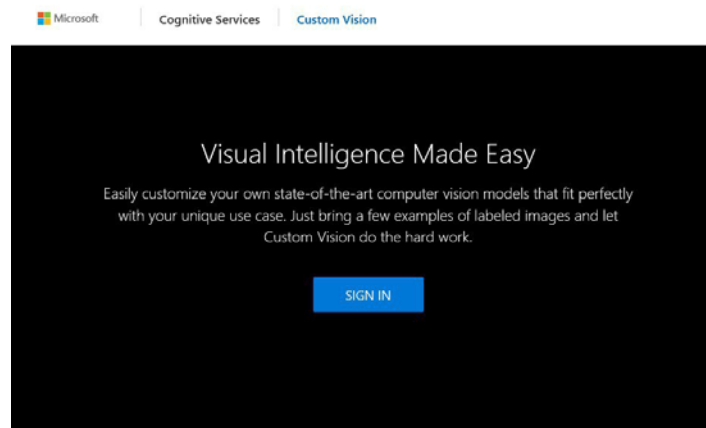 Microsoft Cognitive Services Custom Vision
Visual Intelligence Made Easy
Easily customize your own state-of-the-art computer vision models that fit perfectly
with your unique use case. Just bring a few examples of labeled images and let
Custom Vision do the hard work.
SIGN IN